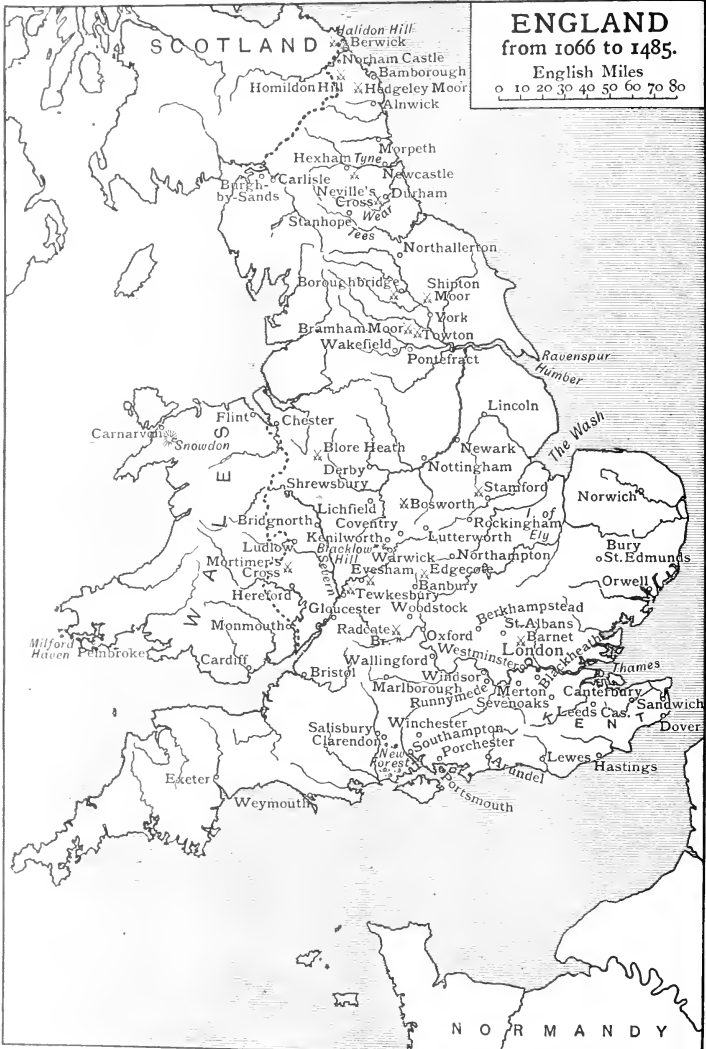 ENGLAND
from 1066 to 1485.
English Miles
0 10 20 30 40 50 60 70 80
SCOTLAND
Halidon Hill
Berwick
Norham Castle
Bamborough
Homildon Hill
Hedgeley Moor
Alnwick
Morpeth
Hexham
Tyne
Newcastle
Burgh-
by-Sands
Carlisle
Neville's
Cross
Durham
Stanhope
Wear
Tees
Northallerton
Boroughbridge
Shipton
Moor
York
Bramham Moor
Towton
Wakefield
Pontefract
Ravenspur
Humber
Lincoln
The Wash
Flint
Chester
Carnarvon
Snowdon
Blore Heath
Newark
Derby
Nottingham
Shrewsbury
Stamford
Norwich
Lichfield
Bosworth
Bridgnorth
Coventry
Rockingham
I. of
Ely
Kenilworth
Lutterworth
Ludlow
Blacklow
Hill
Warwick
Northampton
Bury
St. Edmunds
Mortimer's
Cross
Severn
Evesham
Edgecote
Banbury
Orwell
WALES
Hereford
Tewkesbury
Gloucester
Woodstock
Berkhampstead
Monmouth
Radcote
Br.
Oxford
St. Albans
Barnet
London
Milford
Haven
Pembroke
Cardiff
Wallingford
Westminster
Blackheath
Bristol
Windsor
Thames
Marlborough
Runnymede
Merton
Canterbury
Sandwich
Sevenoaks
Leeds Cas.
KENT
Dover
Salisbury
Winchester
Clarendon
Southampton
New
Forest
Porchester
Lewes
Arundel
Hastings
Exeter
Portsmouth
Weymouth
NORMANDY